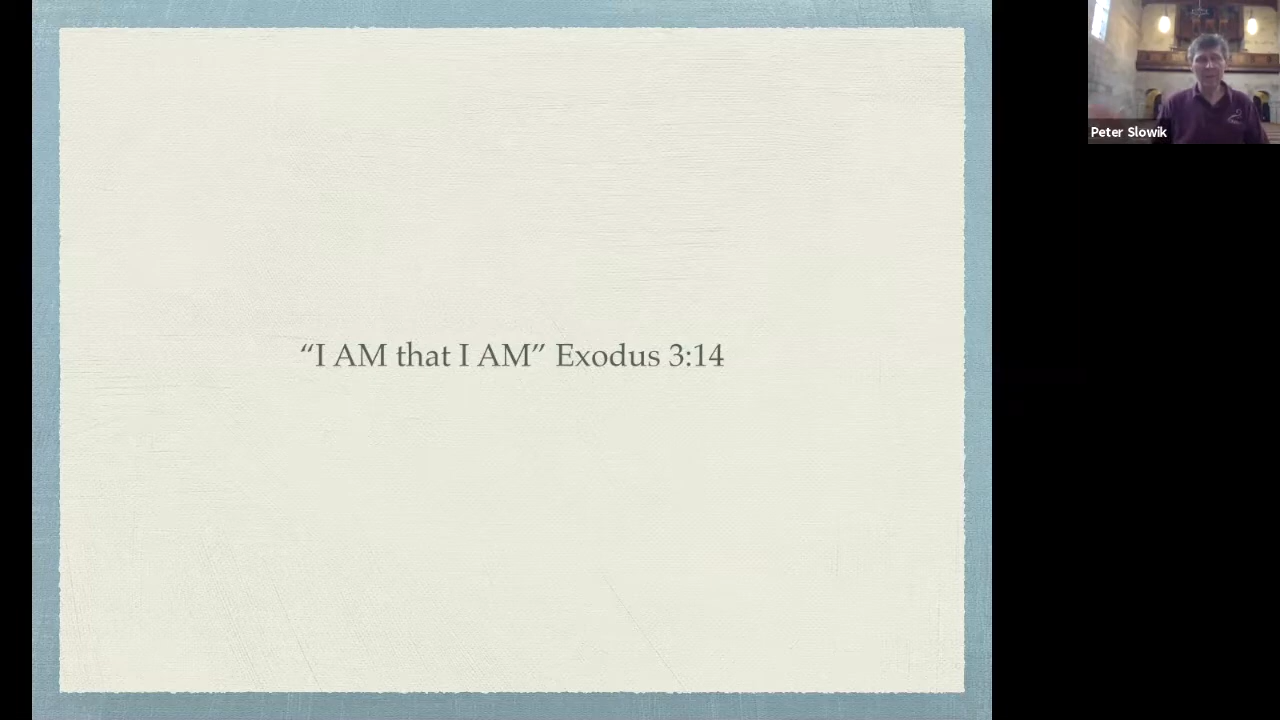 “I AM that I AM” Exodus 3:14
Peter Slowik